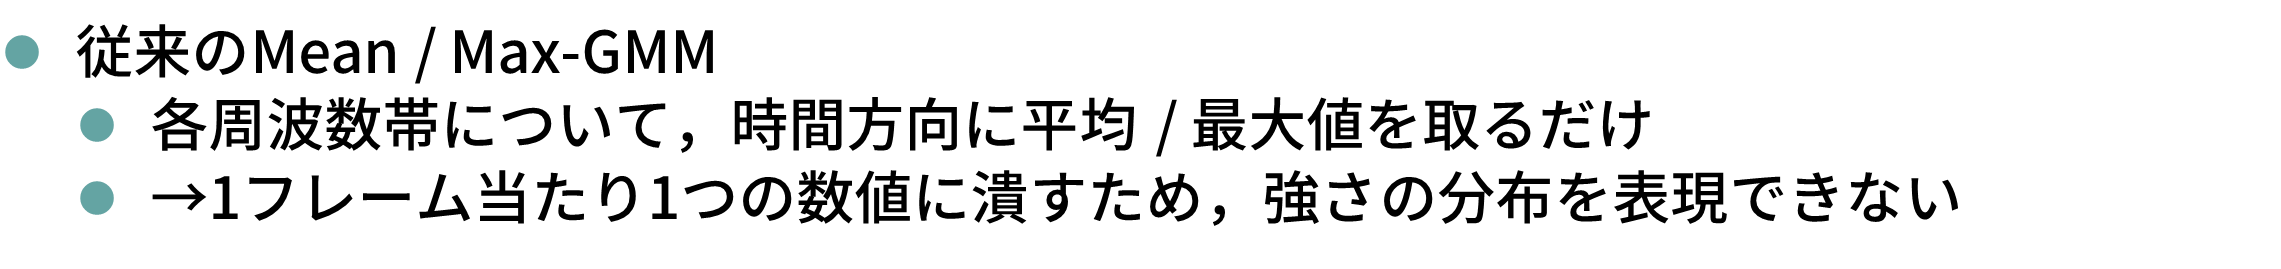 従来のMean / Max-GMM
各周波数帯について，時間方向に平均 / 最大値を取るだけ
→1フレーム当たり1つの数値に潰すため，強さの分布を表現できない